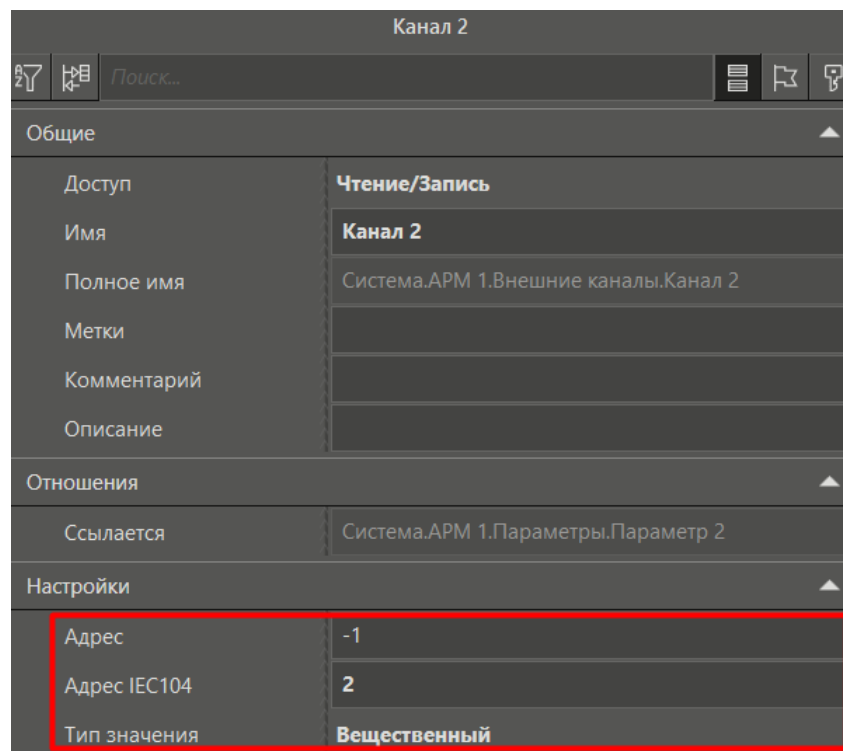 Канал 2
Поиск...
Общие
Доступ Чтение/Запись
Имя Канал 2
Полное имя Система.АРМ 1.Внешние каналы.Канал 2
Метки
Комментарий
Описание
Отношения
Ссылается Система.АРМ 1.Параметры.Параметр 2
Настройки
Адрес -1
Адрес IEC104 2
Тип значения Вещественный